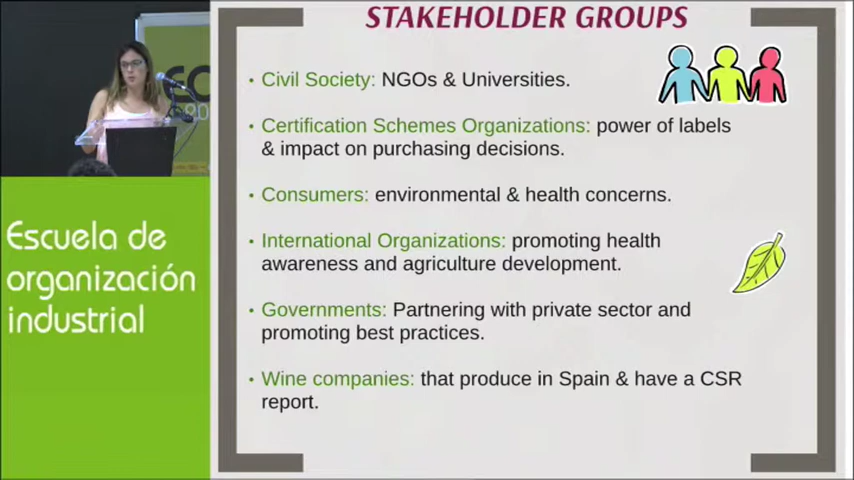 STAKEHOLDER GROUPS
• Civil Society: NGOs & Universities.
• Certification Schemes Organizations: power of labels
& impact on purchasing decisions.
• Consumers: environmental & health concerns.
• International Organizations: promoting health
awareness and agriculture development.
• Governments: Partnering with private sector and
promoting best practices.
• Wine companies: that produce in Spain & have a CSR
report.
Escuela de
organización
industrial